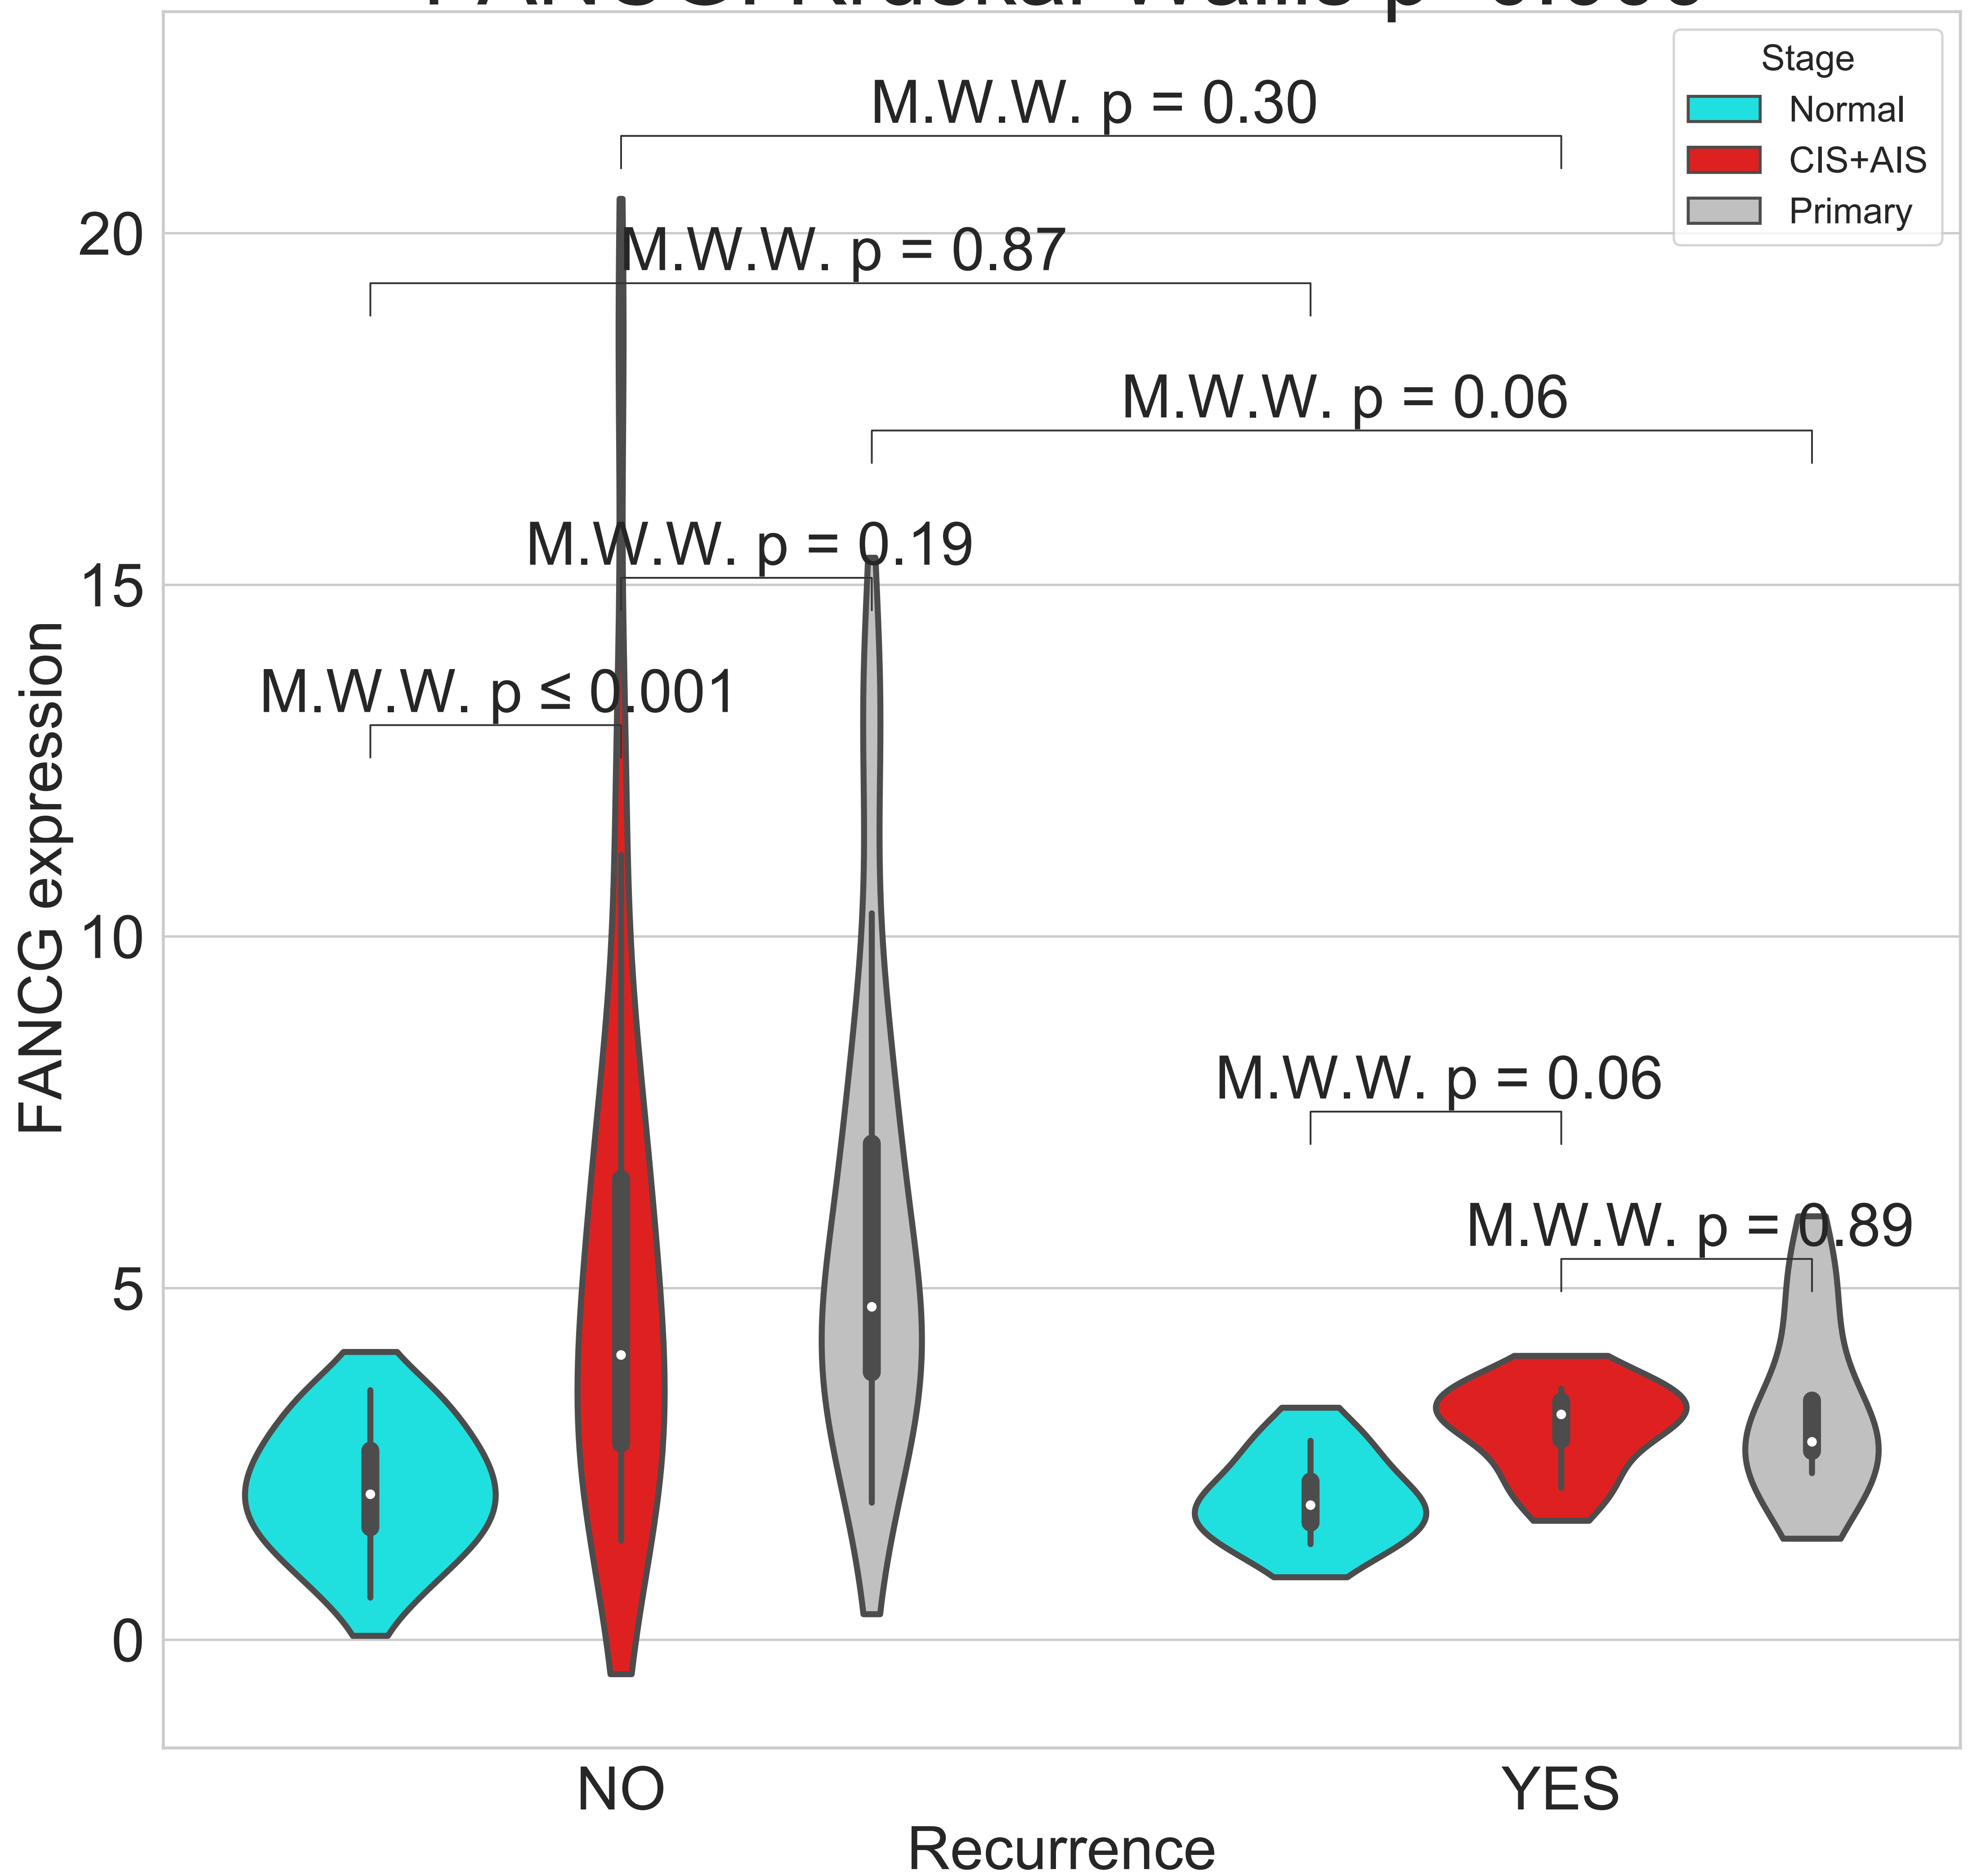 Stage
Normal
CIS+AIS
Primary
M.W.W. p = 0.30
M.W.W. p = 0.87
M.W.W. p = 0.06
M.W.W. p = 0.19
M.W.W. p ≤ 0.001
M.W.W. p = 0.06
M.W.W. p = 0.89
20
15
10
5
0
FANCG expression
NO
YES
Recurrence